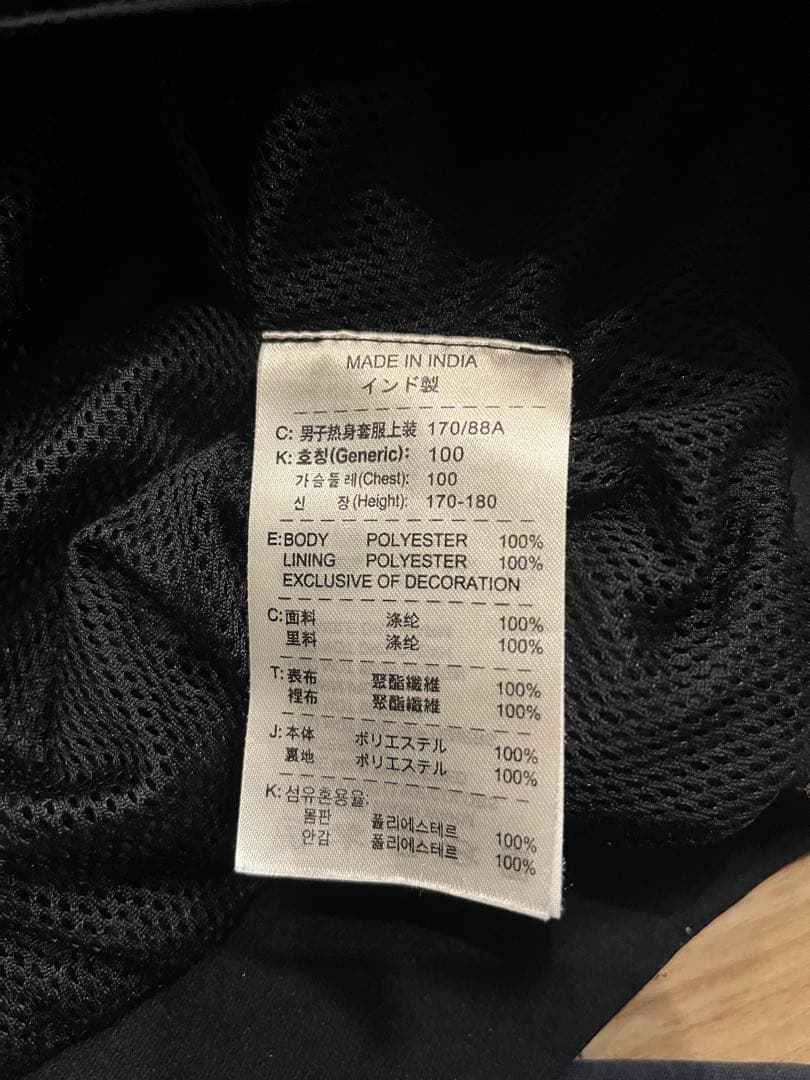 MADE IN INDIA
インド製
C: 男子热身套服上装 170/88A
K: 호칭(Generic): 100
가슴둘레(Chest): 100
신 장(Height): 170-180
E:BODY POLYESTER 100%
LINING POLYESTER 100%
EXCLUSIVE OF DECORATION
C:面料 涤纶 100%
里料 涤纶 100%
T:表布 聚酯纖維 100%
裡布 聚酯纖維 100%
J:本体 ポリエステル 100%
裏地 ポリエステル 100%
K:섬유혼용율;
몸판 폴리에스테르 100%
안감 폴리에스테르 100%